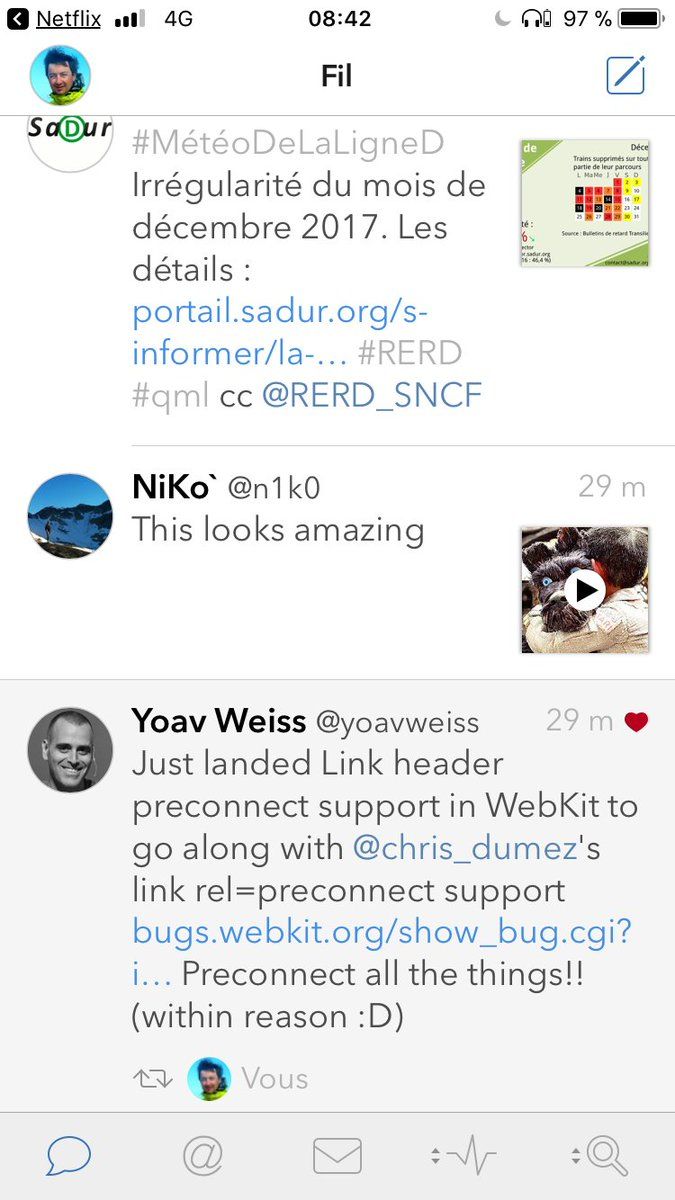 Netflix 4G 08:42 97 %
Fil
SaDur
#MétéoDeLaLigneD
Irrégularité du mois de
décembre 2017. Les
détails :
portail.sadur.org/s-
informer/la-… #RERD
#qml cc @RERD_SNCF
de
Déce
Trains supprimés sur tout
partie de leur parcours
L Ma Me J V S D
té :
%
Source : Bulletins de retard Transilie
contact@sadur.org
NiKo` @n1k0 29 m
This looks amazing
Yoav Weiss @yoavweiss 29 m
Just landed Link header
preconnect support in WebKit to
go along with @chris_dumez's
link rel=preconnect support
bugs.webkit.org/show_bug.cgi?
i… Preconnect all the things!!
(within reason :D)
Vous